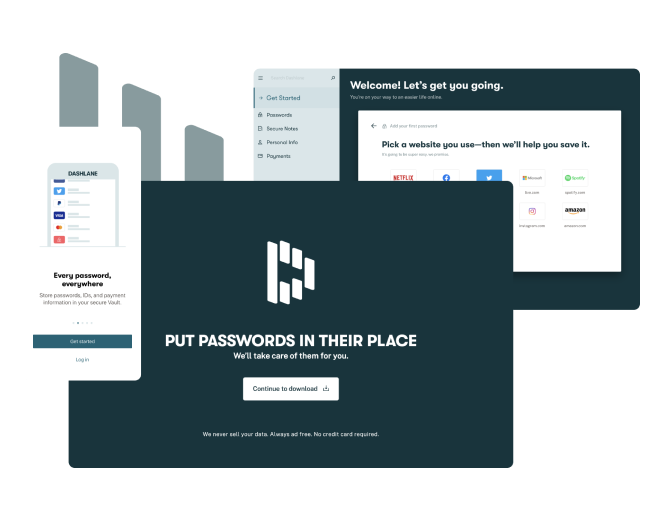 Welcome! Let's get you going.
You're on your way to an easier life online.
+ Get Started
Passwords
Secure Notes
Personal Info
Payments
Add your first password
Pick a website you use—then we'll help you save it.
It's going to be super easy, we promise.
NETFLIX
Microsoft
Spotify
live.com
spotify.com
amazon
instagram.com
amazon.com
DASHLANE
VISA
Every password,
everywhere
Store passwords, IDs, and payment
information in your secure Vault.
Get started
Log in
PUT PASSWORDS IN THEIR PLACE
We'll take care of them for you.
Continue to download
We never sell your data. Always ad free. No credit card required.